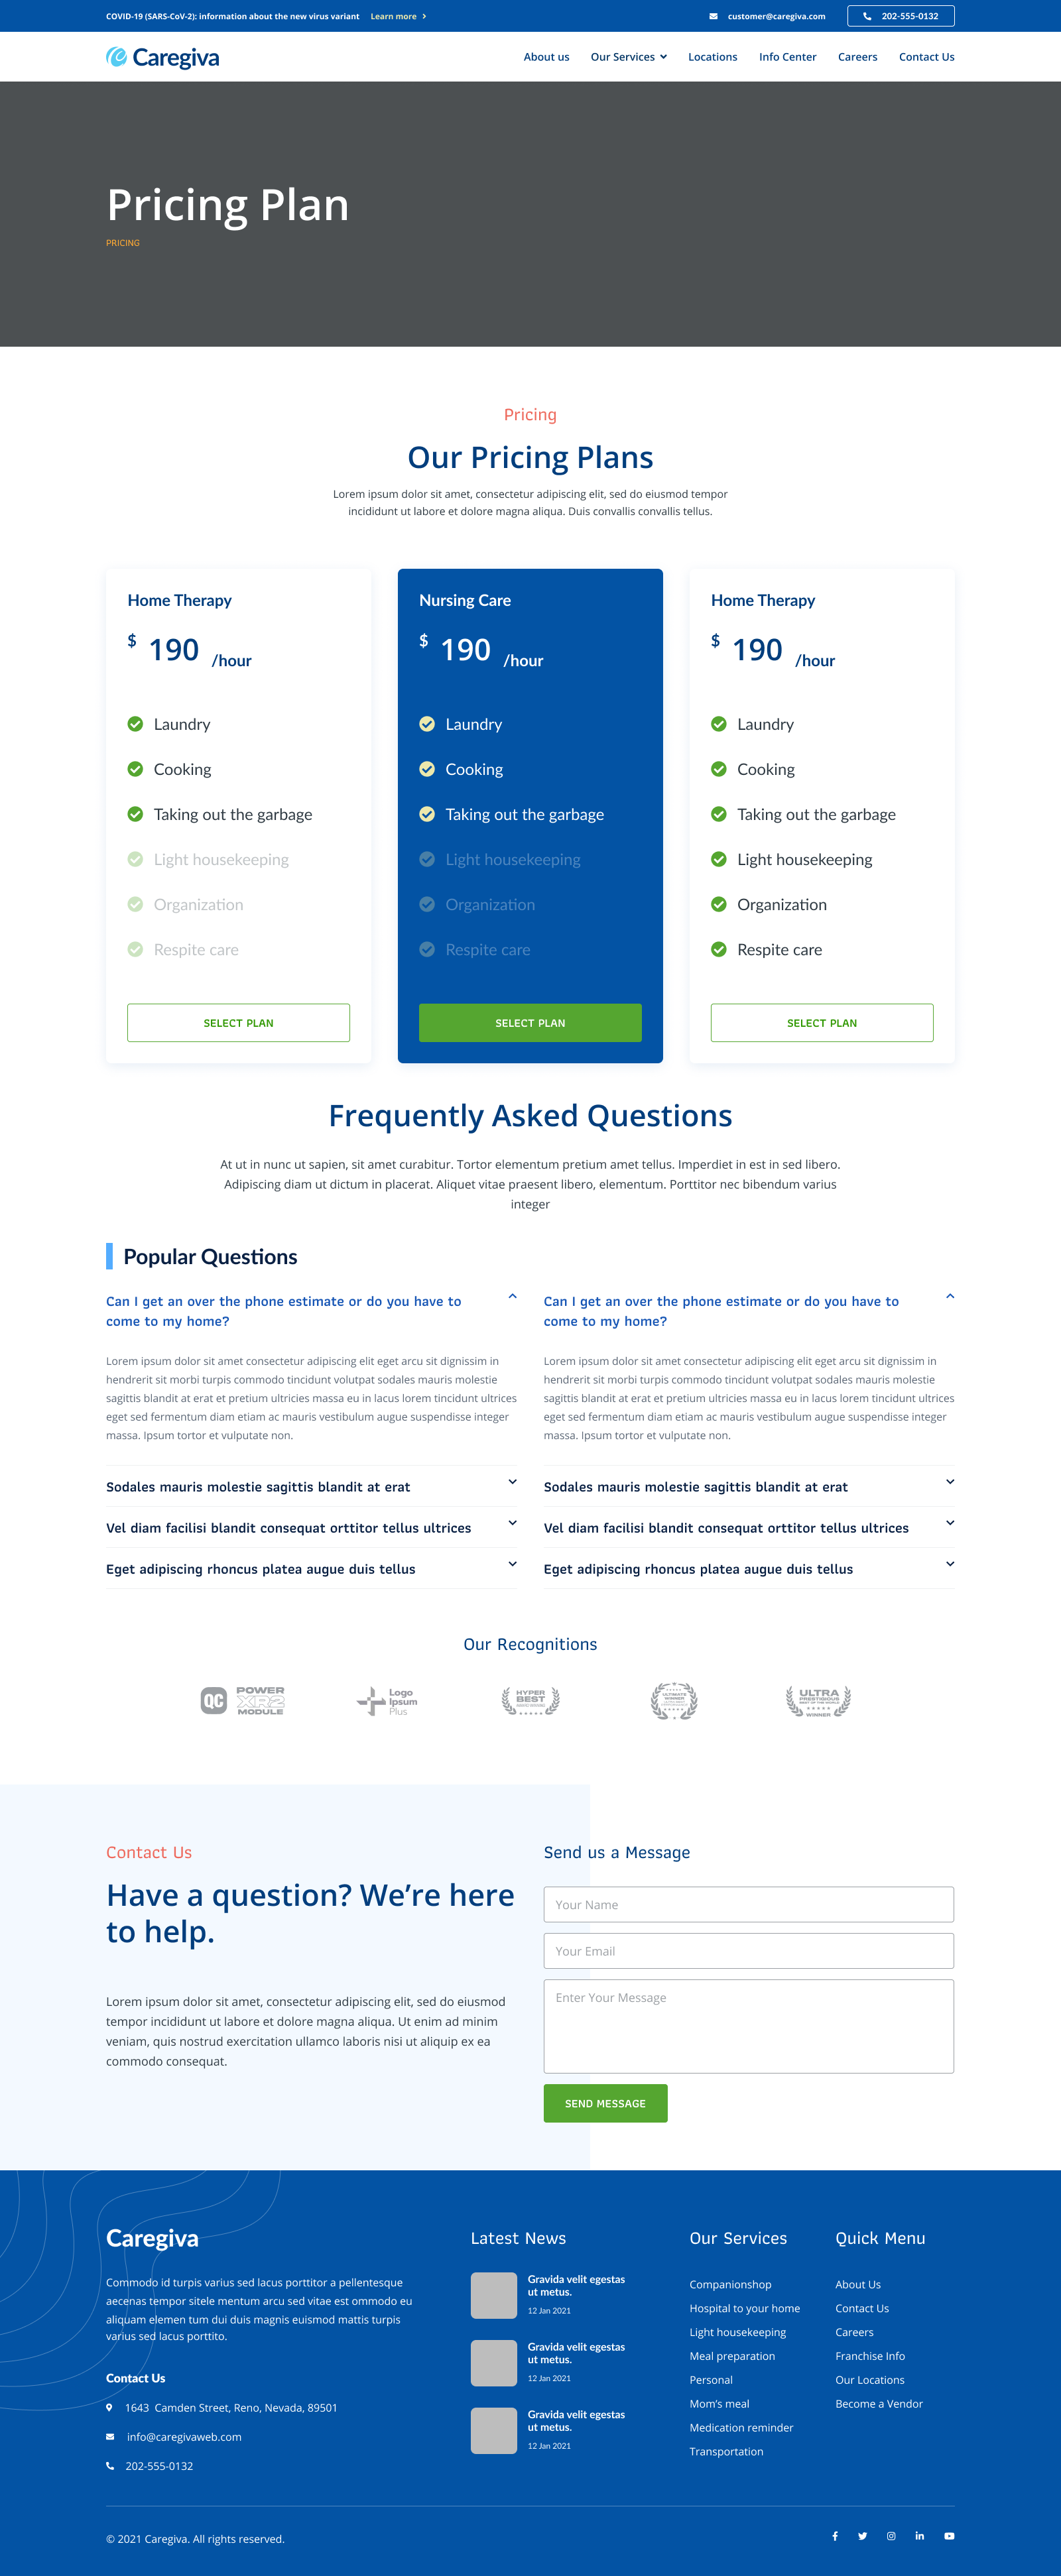 COVID-19 (SARS-CoV-2): information about the new virus variant Learn more
customer@caregiva.com
202-555-0132
Caregiva
About us
Our Services
Locations
Info Center
Careers
Contact Us
Pricing Plan
PRICING
Pricing
Our Pricing Plans
Lorem ipsum dolor sit amet, consectetur adipiscing elit, sed do eiusmod tempor
incididunt ut labore et dolore magna aliqua. Duis convallis convallis tellus.
Home Therapy
$ 190 /hour
Laundry
Cooking
Taking out the garbage
Light housekeeping
Organization
Respite care
SELECT PLAN
Nursing Care
$ 190 /hour
Laundry
Cooking
Taking out the garbage
Light housekeeping
Organization
Respite care
SELECT PLAN
Home Therapy
$ 190 /hour
Laundry
Cooking
Taking out the garbage
Light housekeeping
Organization
Respite care
SELECT PLAN
Frequently Asked Questions
At ut in nunc ut sapien, sit amet curabitur. Tortor elementum pretium amet tellus. Imperdiet in est in sed libero.
Adipiscing diam ut dictum in placerat. Aliquet vitae praesent libero, elementum. Porttitor nec bibendum varius
integer
Popular Questions
Can I get an over the phone estimate or do you have to
come to my home?
Lorem ipsum dolor sit amet consectetur adipiscing elit eget arcu sit dignissim in
hendrerit sit morbi turpis commodo tincidunt volutpat sodales mauris molestie
sagittis blandit at erat et pretium ultricies massa eu in lacus lorem tincidunt ultrices
eget sed fermentum diam etiam ac mauris vestibulum augue suspendisse integer
massa. Ipsum tortor et vulputate non.
Sodales mauris molestie sagittis blandit at erat
Vel diam facilisi blandit consequat orttitor tellus ultrices
Eget adipiscing rhoncus platea augue duis tellus
Can I get an over the phone estimate or do you have to
come to my home?
Lorem ipsum dolor sit amet consectetur adipiscing elit eget arcu sit dignissim in
hendrerit sit morbi turpis commodo tincidunt volutpat sodales mauris molestie
sagittis blandit at erat et pretium ultricies massa eu in lacus lorem tincidunt ultrices
eget sed fermentum diam etiam ac mauris vestibulum augue suspendisse integer
massa. Ipsum tortor et vulputate non.
Sodales mauris molestie sagittis blandit at erat
Vel diam facilisi blandit consequat orttitor tellus ultrices
Eget adipiscing rhoncus platea augue duis tellus
Our Recognitions
QC
POWER
XR2
MODULE
Logo
Ipsum
Plus
HYPER
BEST
ULTIMATE
WINNER
ULTRA
PRESTIGIOUS
WINNER
Contact Us
Have a question? We’re here
to help.
Lorem ipsum dolor sit amet, consectetur adipiscing elit, sed do eiusmod
tempor incididunt ut labore et dolore magna aliqua. Ut enim ad minim
veniam, quis nostrud exercitation ullamco laboris nisi ut aliquip ex ea
commodo consequat.
Send us a Message
Your Name
Your Email
Enter Your Message
SEND MESSAGE
Caregiva
Commodo id turpis varius sed lacus porttitor a pellentesque
aecenas tempor sitele mentum arcu sed vitae est ommodo eu
aliquam elemen tum dui duis magnis euismod mattis turpis
varius sed lacus porttito.
Contact Us
1643 Camden Street, Reno, Nevada, 89501
info@caregivaweb.com
202-555-0132
Latest News
Gravida velit egestas
ut metus.
12 Jan 2021
Gravida velit egestas
ut metus.
12 Jan 2021
Gravida velit egestas
ut metus.
12 Jan 2021
Our Services
Companionshop
Hospital to your home
Light housekeeping
Meal preparation
Personal
Mom’s meal
Medication reminder
Transportation
Quick Menu
About Us
Contact Us
Careers
Franchise Info
Our Locations
Become a Vendor
© 2021 Caregiva. All rights reserved.